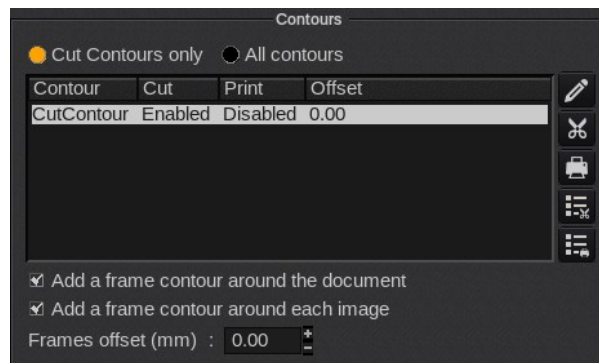 Contours
Cut Contours only All contours
Contour Cut Print Offset
CutContour Enabled Disabled 0.00
Add a frame contour around the document
Add a frame contour around each image
Frames offset (mm) : 0.00